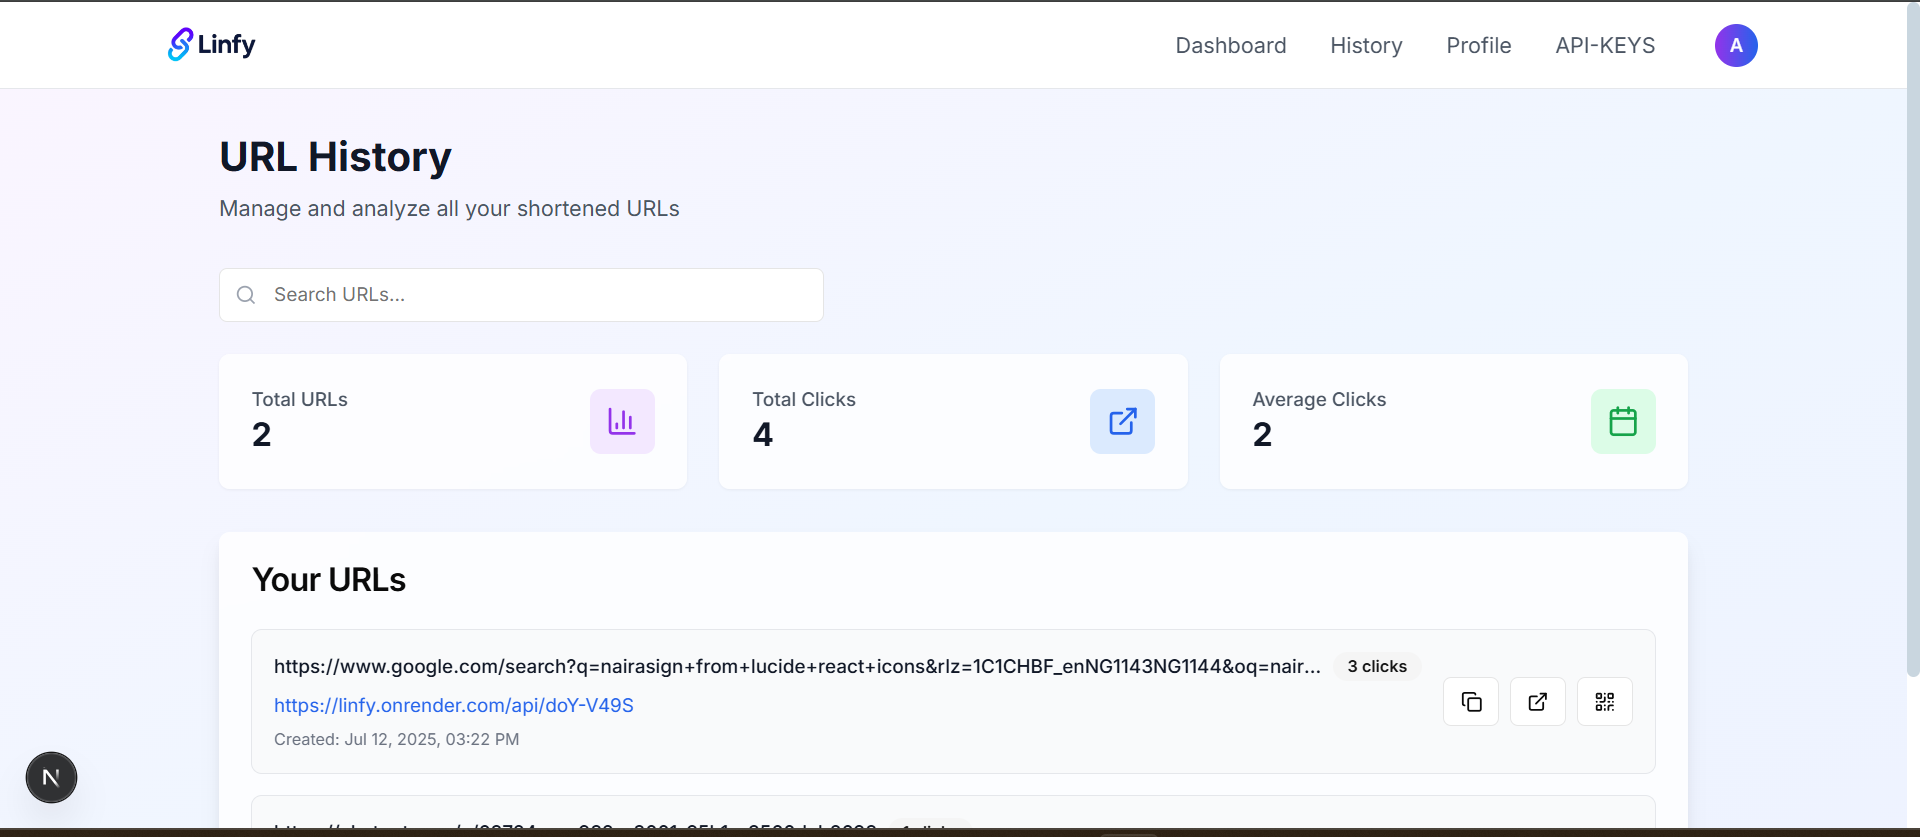 Linfy
Dashboard
History
Profile
API-KEYS
A
URL History
Manage and analyze all your shortened URLs
Search URLs...
Total URLs
2
Total Clicks
4
Average Clicks
2
Your URLs
https://www.google.com/search?q=nairasign+from+lucide+react+icons&rlz=1C1CHBF_enNG1143NG1144&oq=nair...
3 clicks
https://linfy.onrender.com/api/doY-V49S
Created: Jul 12, 2025, 03:22 PM
N